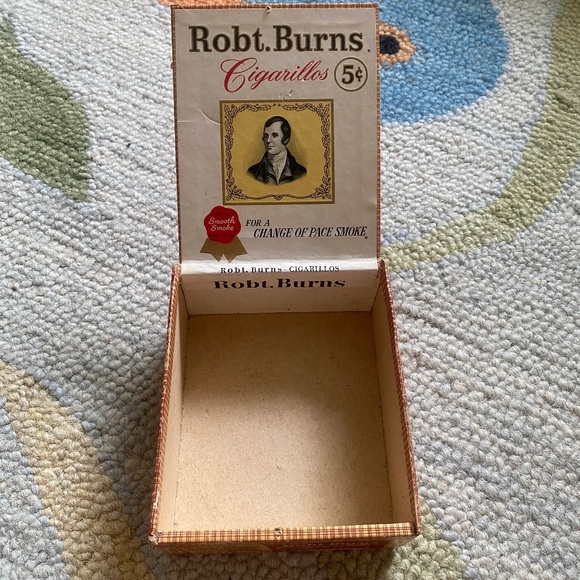 Robt. Burns.
Cigarillos 5¢
Smooth
Smoke
FOR A
CHANGE OF PACE SMOKE.
Robt. Burns - CIGARILLOS
Robt. Burns